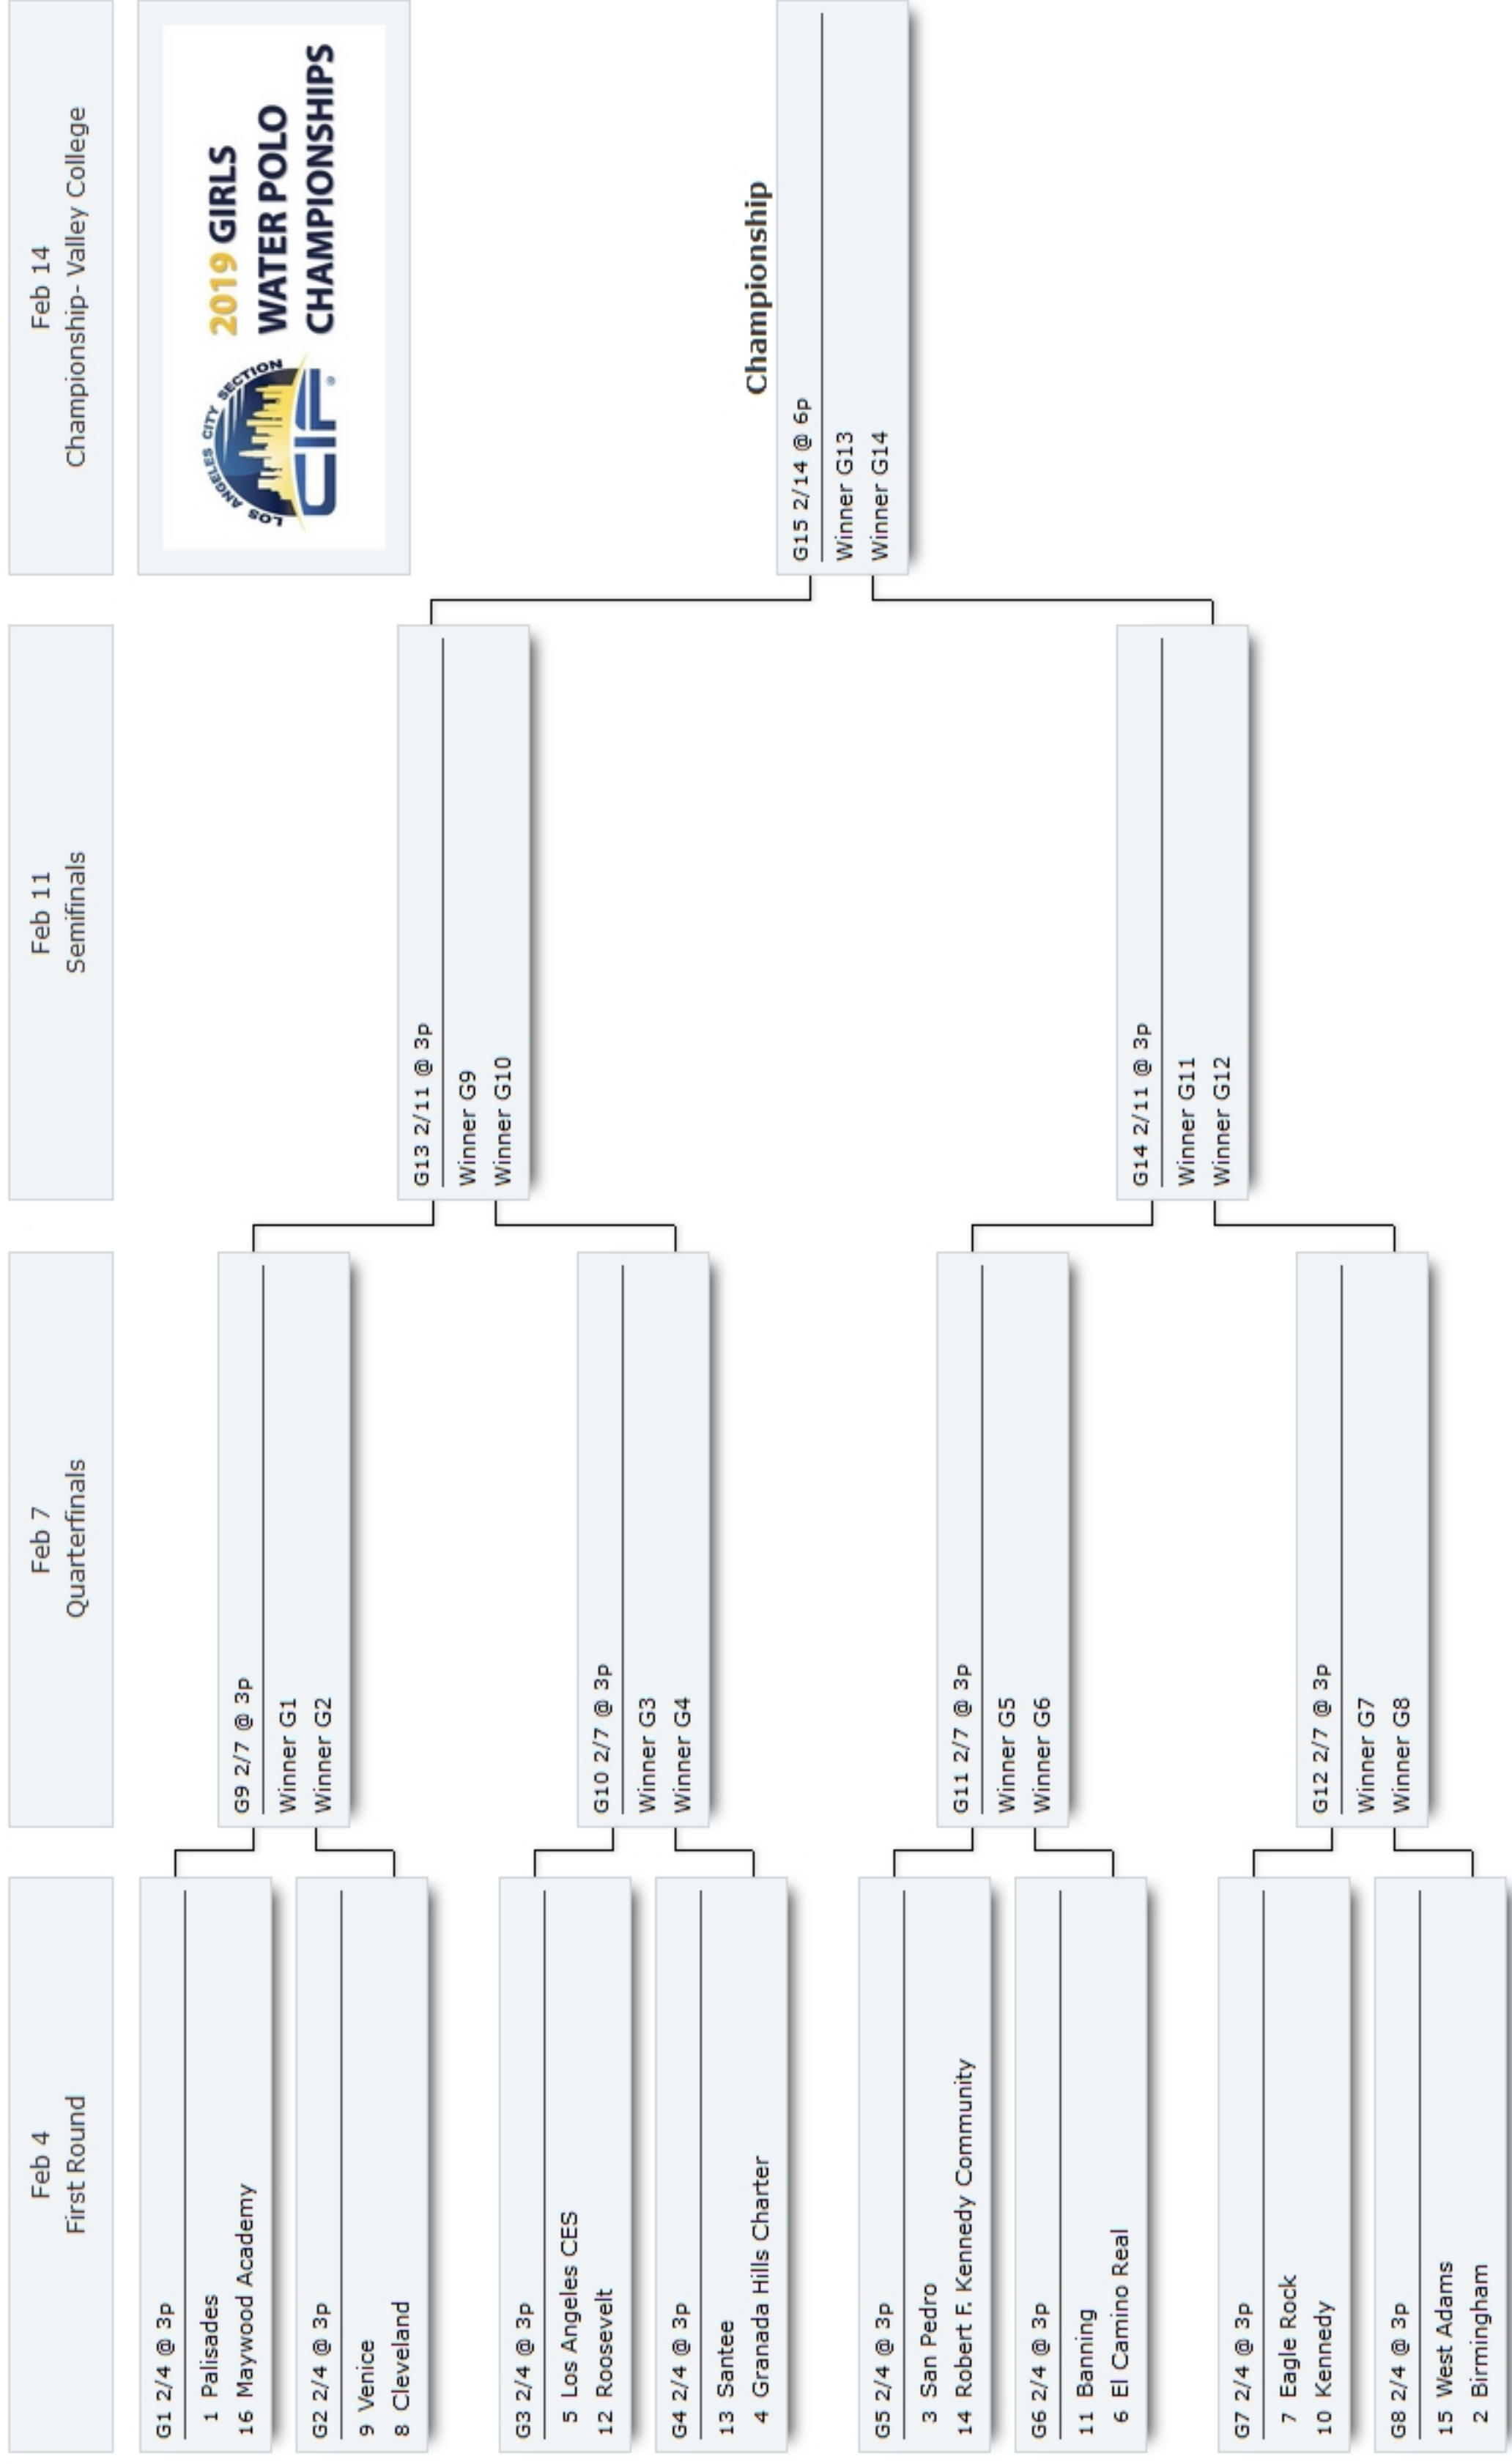 Feb 4
First Round
Feb 7
Quarterfinals
Feb 11
Semifinals
Feb 14
Championship- Valley College
G1 2/4 @ 3p
1 Palisades
16 Maywood Academy
G2 2/4 @ 3p
9 Venice
8 Cleveland
G3 2/4 @ 3p
5 Los Angeles CES
12 Roosevelt
G4 2/4 @ 3p
13 Santee
4 Granada Hills Charter
G5 2/4 @ 3p
3 San Pedro
14 Robert F. Kennedy Community
G6 2/4 @ 3p
11 Banning
6 El Camino Real
G7 2/4 @ 3p
7 Eagle Rock
10 Kennedy
G8 2/4 @ 3p
15 West Adams
2 Birmingham
G9 2/7 @ 3p
Winner G1
Winner G2
G10 2/7 @ 3p
Winner G3
Winner G4
G11 2/7 @ 3p
Winner G5
Winner G6
G12 2/7 @ 3p
Winner G7
Winner G8
G13 2/11 @ 3p
Winner G9
Winner G10
G14 2/11 @ 3p
Winner G11
Winner G12
LOS ANGELES CITY SECTION
CIF®
2019 GIRLS
WATER POLO
CHAMPIONSHIPS
Championship
G15 2/14 @ 6p
Winner G13
Winner G14